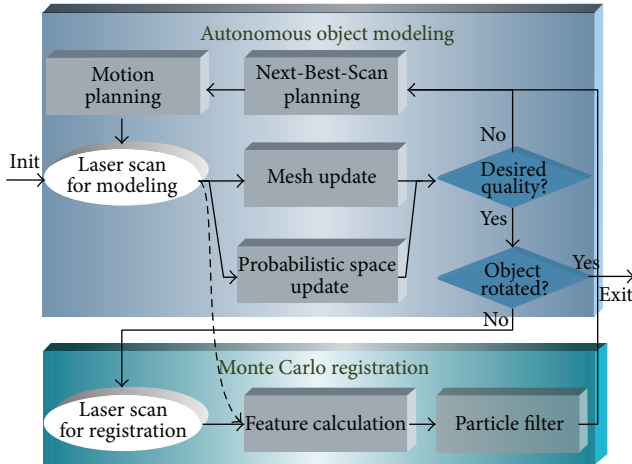 Autonomous object modeling
Motion
planning
Next-Best-Scan
planning
Init
Laser scan
for modeling
Mesh update
No
Desired
quality?
Yes
Probabilistic space
update
Object
rotated?
Yes
Exit
No
Monte Carlo registration
Laser scan
for registration
Feature calculation
Particle filter